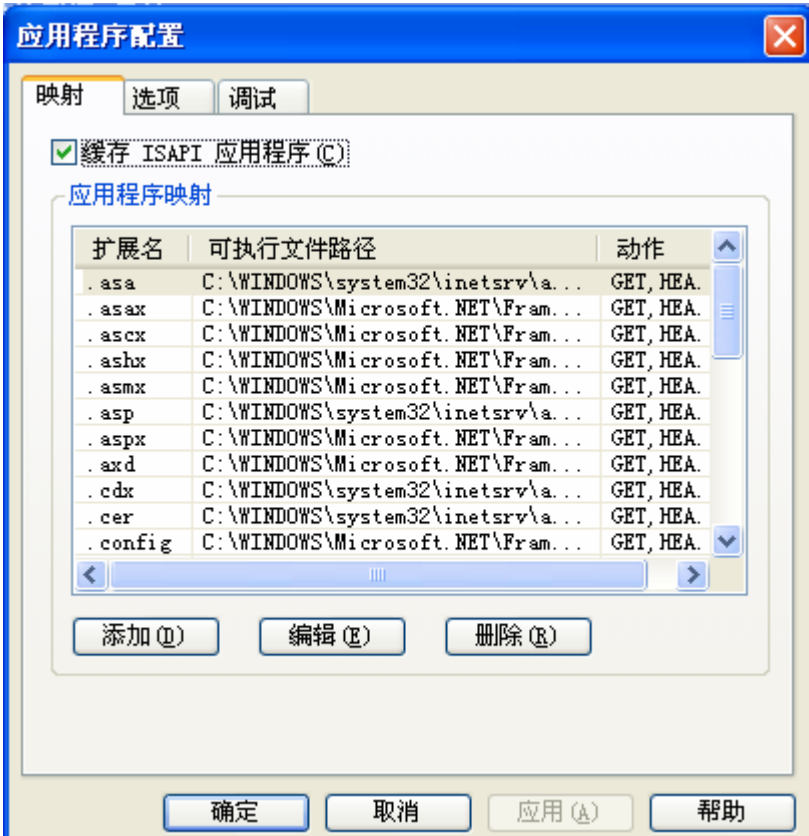 应用程序配置
映射 选项 调试
缓存 ISAPI 应用程序(C)
应用程序映射
扩展名 可执行文件路径 动作
.asa C:\WINDOWS\system32\inetsrv\a... GET,HEA.
.asax C:\WINDOWS\Microsoft.NET\Fram... GET,HEA.
.ascx C:\WINDOWS\Microsoft.NET\Fram... GET,HEA.
.ashx C:\WINDOWS\Microsoft.NET\Fram... GET,HEA.
.asmx C:\WINDOWS\Microsoft.NET\Fram... GET,HEA.
.asp C:\WINDOWS\system32\inetsrv\a... GET,HEA.
.aspx C:\WINDOWS\Microsoft.NET\Fram... GET,HEA.
.axd C:\WINDOWS\Microsoft.NET\Fram... GET,HEA.
.cdx C:\WINDOWS\system32\inetsrv\a... GET,HEA.
.cer C:\WINDOWS\system32\inetsrv\a... GET,HEA.
.config C:\WINDOWS\Microsoft.NET\Fram... GET,HEA.
添加(D) 编辑(E) 删除(R)
确定 取消 应用(A) 帮助